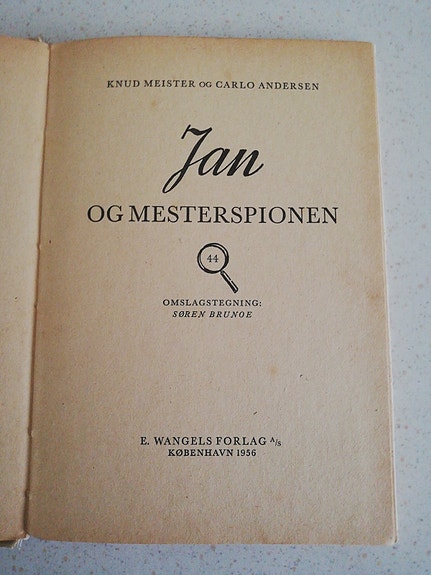 KNUD MEISTER OG CARLO ANDERSEN
Jan
OG MESTERSPIONEN
44
OMSLAGSTEGNING:
SØREN BRUNOE
E. WANGELS FORLAG A/S
KØBENHAVN 1956